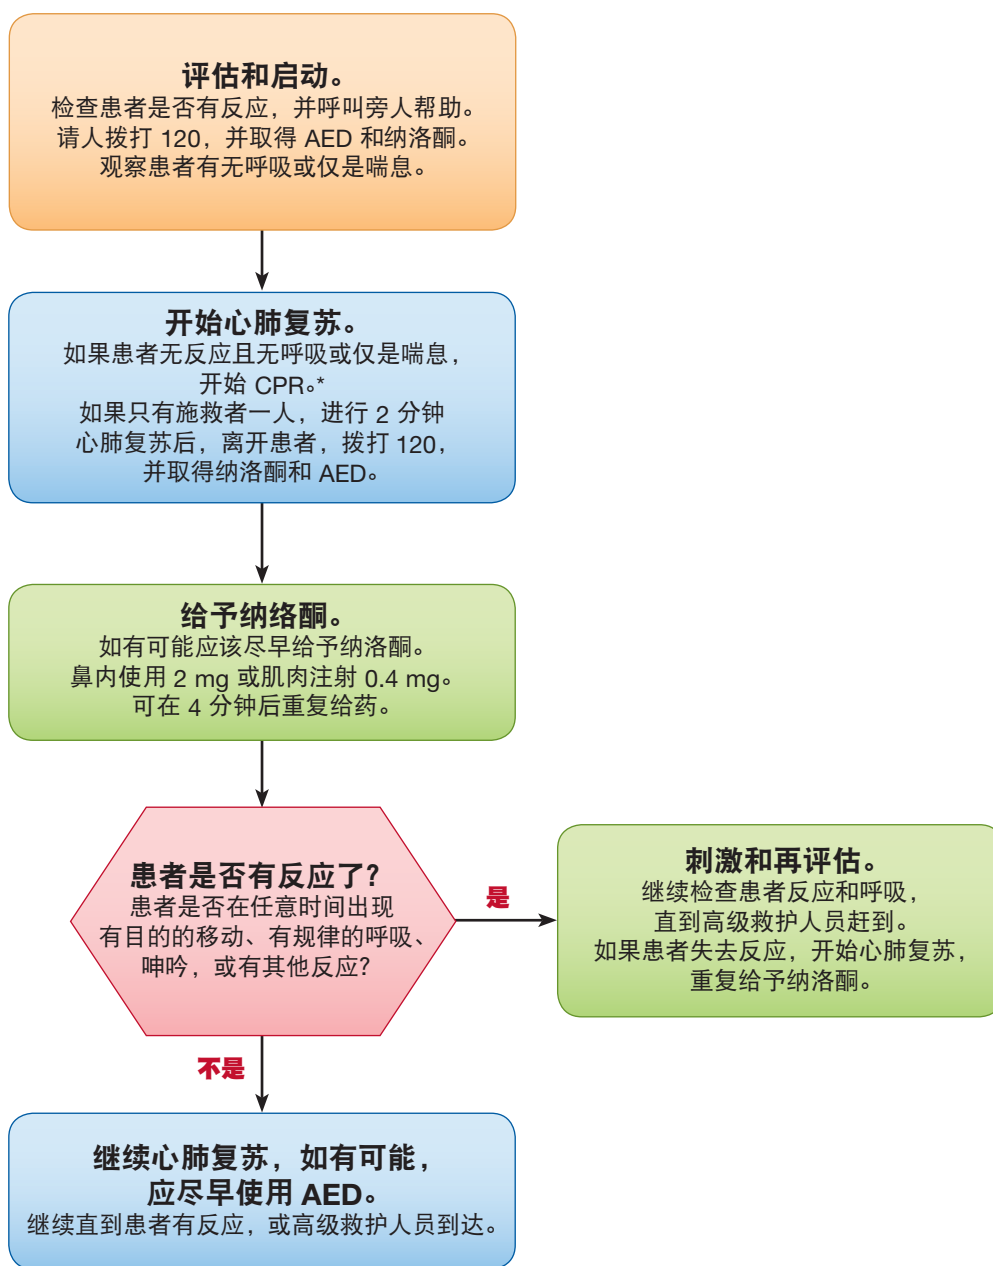 评估和启动。
检查患者是否有反应，并呼叫旁人帮助。
请人拨打 120，并取得 AED 和纳洛酮。
观察患者有无呼吸或仅是喘息。
开始心肺复苏。
如果患者无反应且无呼吸或仅是喘息，
开始 CPR。*
如果只有施救者一人，进行 2 分钟
心肺复苏后，离开患者，拨打 120，
并取得纳洛酮和 AED。
给予纳络酮。
如有可能应该尽早给予纳洛酮。
鼻内使用 2 mg 或肌肉注射 0.4 mg。
可在 4 分钟后重复给药。
患者是否有反应了？
患者是否在任意时间出现
有目的的移动、有规律的呼吸、
呻吟，或有其他反应？
是
刺激和再评估。
继续检查患者反应和呼吸，
直到高级救护人员赶到。
如果患者失去反应，开始心肺复苏，
重复给予纳洛酮。
不是
继续心肺复苏，如有可能，
应尽早使用 AED。
继续直到患者有反应，或高级救护人员到达。